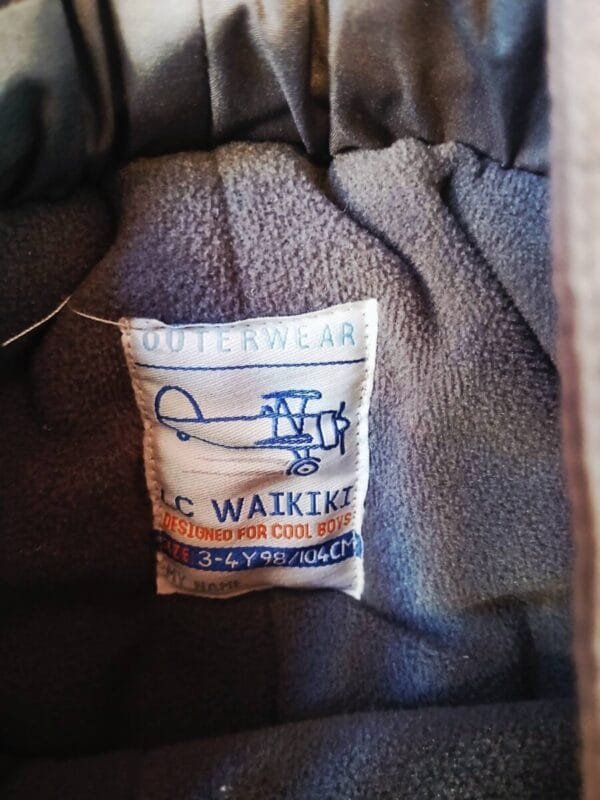 OUTERWEAR
LC WAIKIKI
DESIGNED FOR COOL BOYS
SIZE 3-4Y 98/104CM
MY NAME